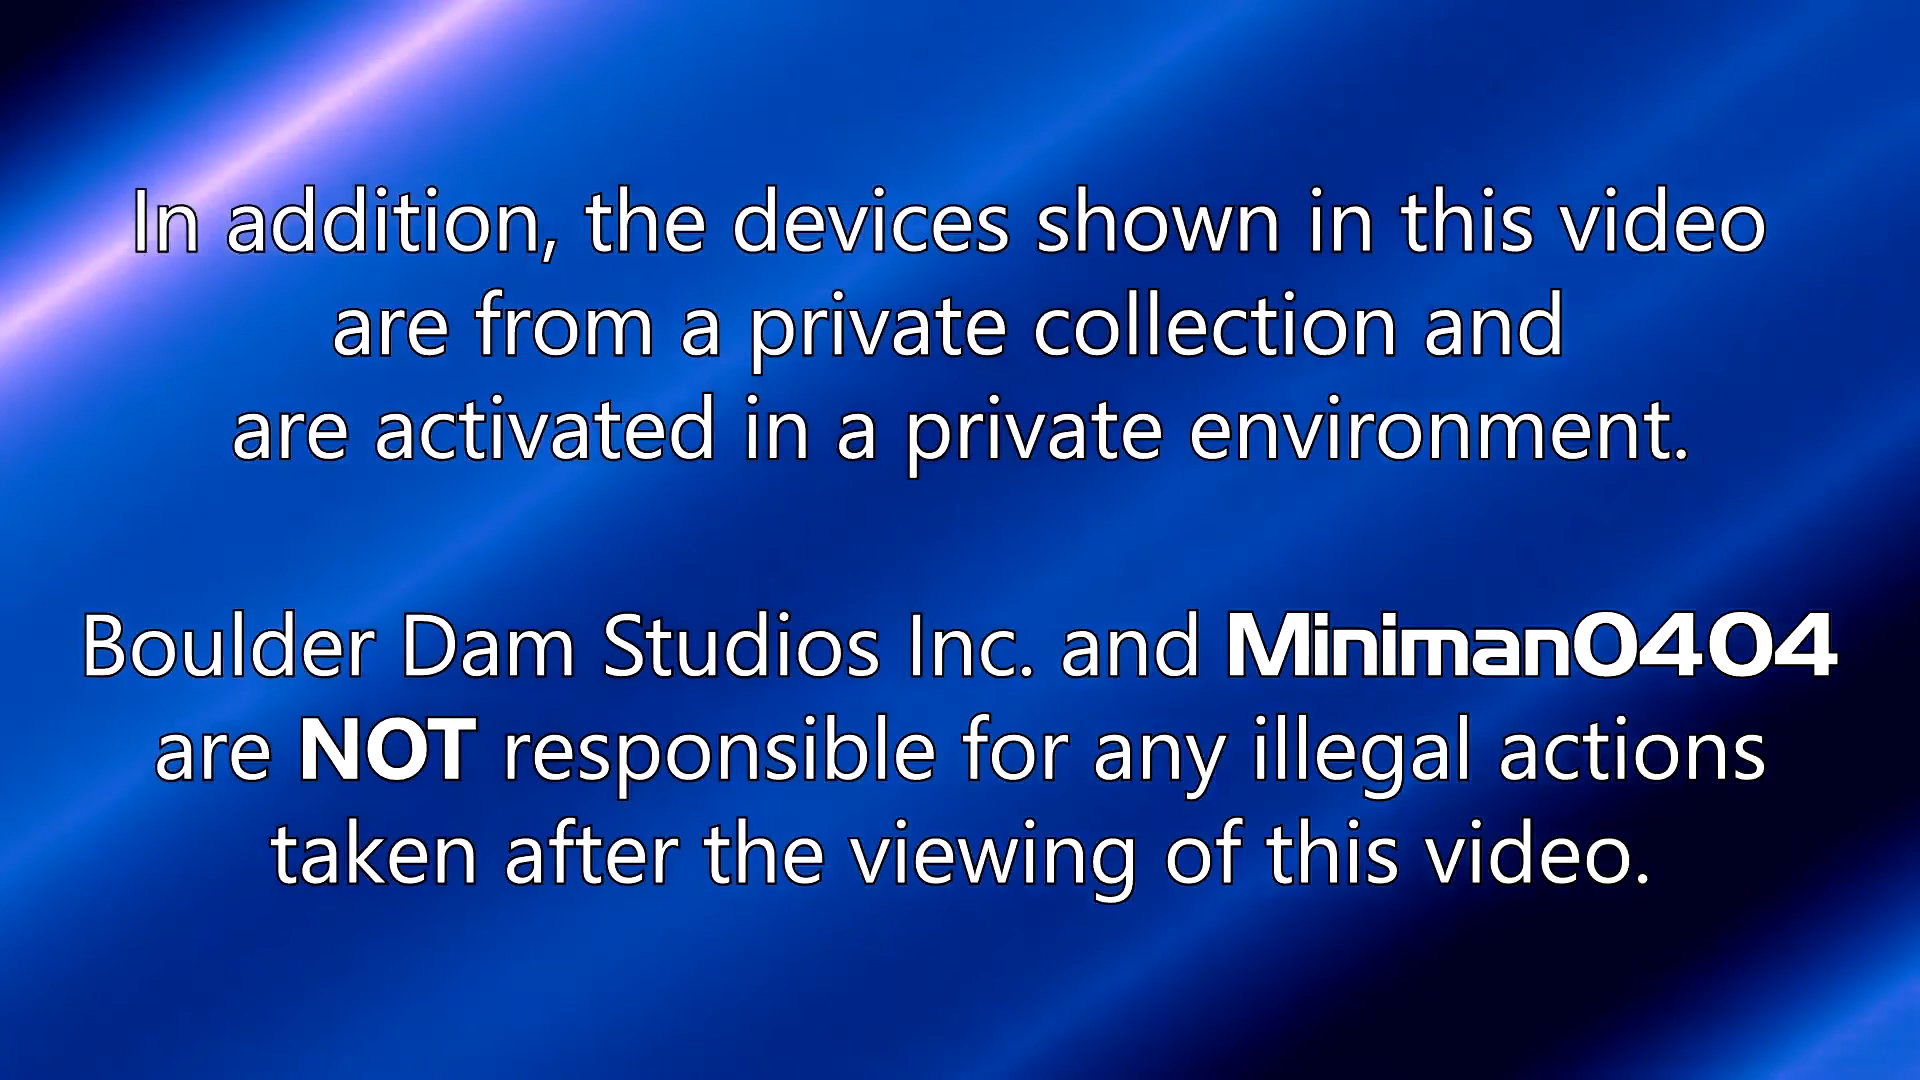 In addition, the devices shown in this video
are from a private collection and
are activated in a private environment.
Boulder Dam Studios Inc. and Miniman0404
are NOT responsible for any illegal actions
taken after the viewing of this video.